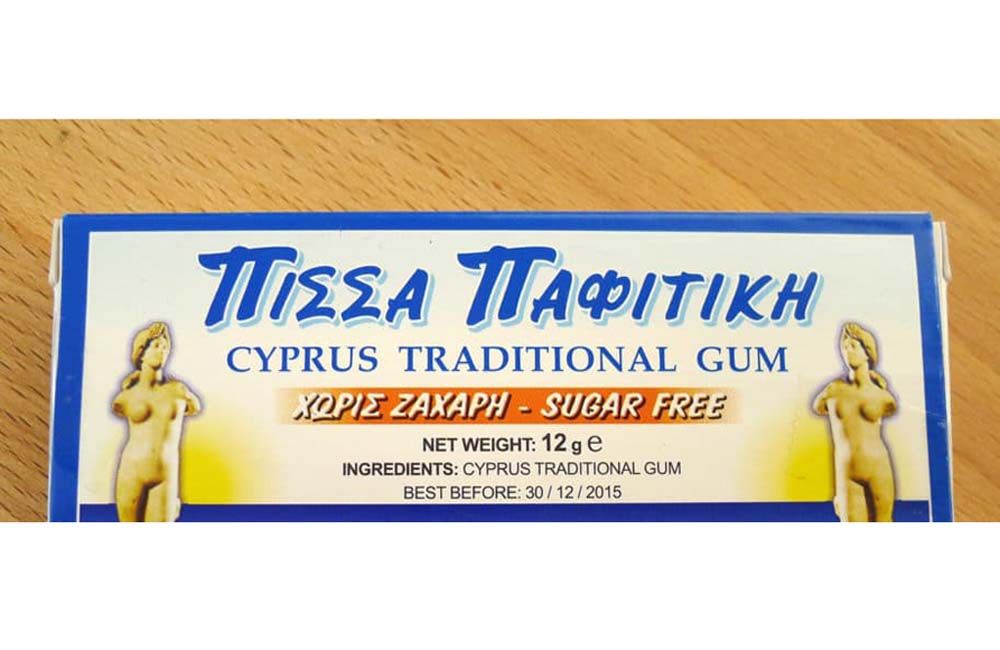 ΠΙΣΣΑ ΠΑΦΙΤΙΚΗ
CYPRUS TRADITIONAL GUM
ΧΩΡΙΣ ΖΑΧΑΡΗ - SUGAR FREE
NET WEIGHT: 12 g ℮
INGREDIENTS: CYPRUS TRADITIONAL GUM
BEST BEFORE: 30 / 12 / 2015